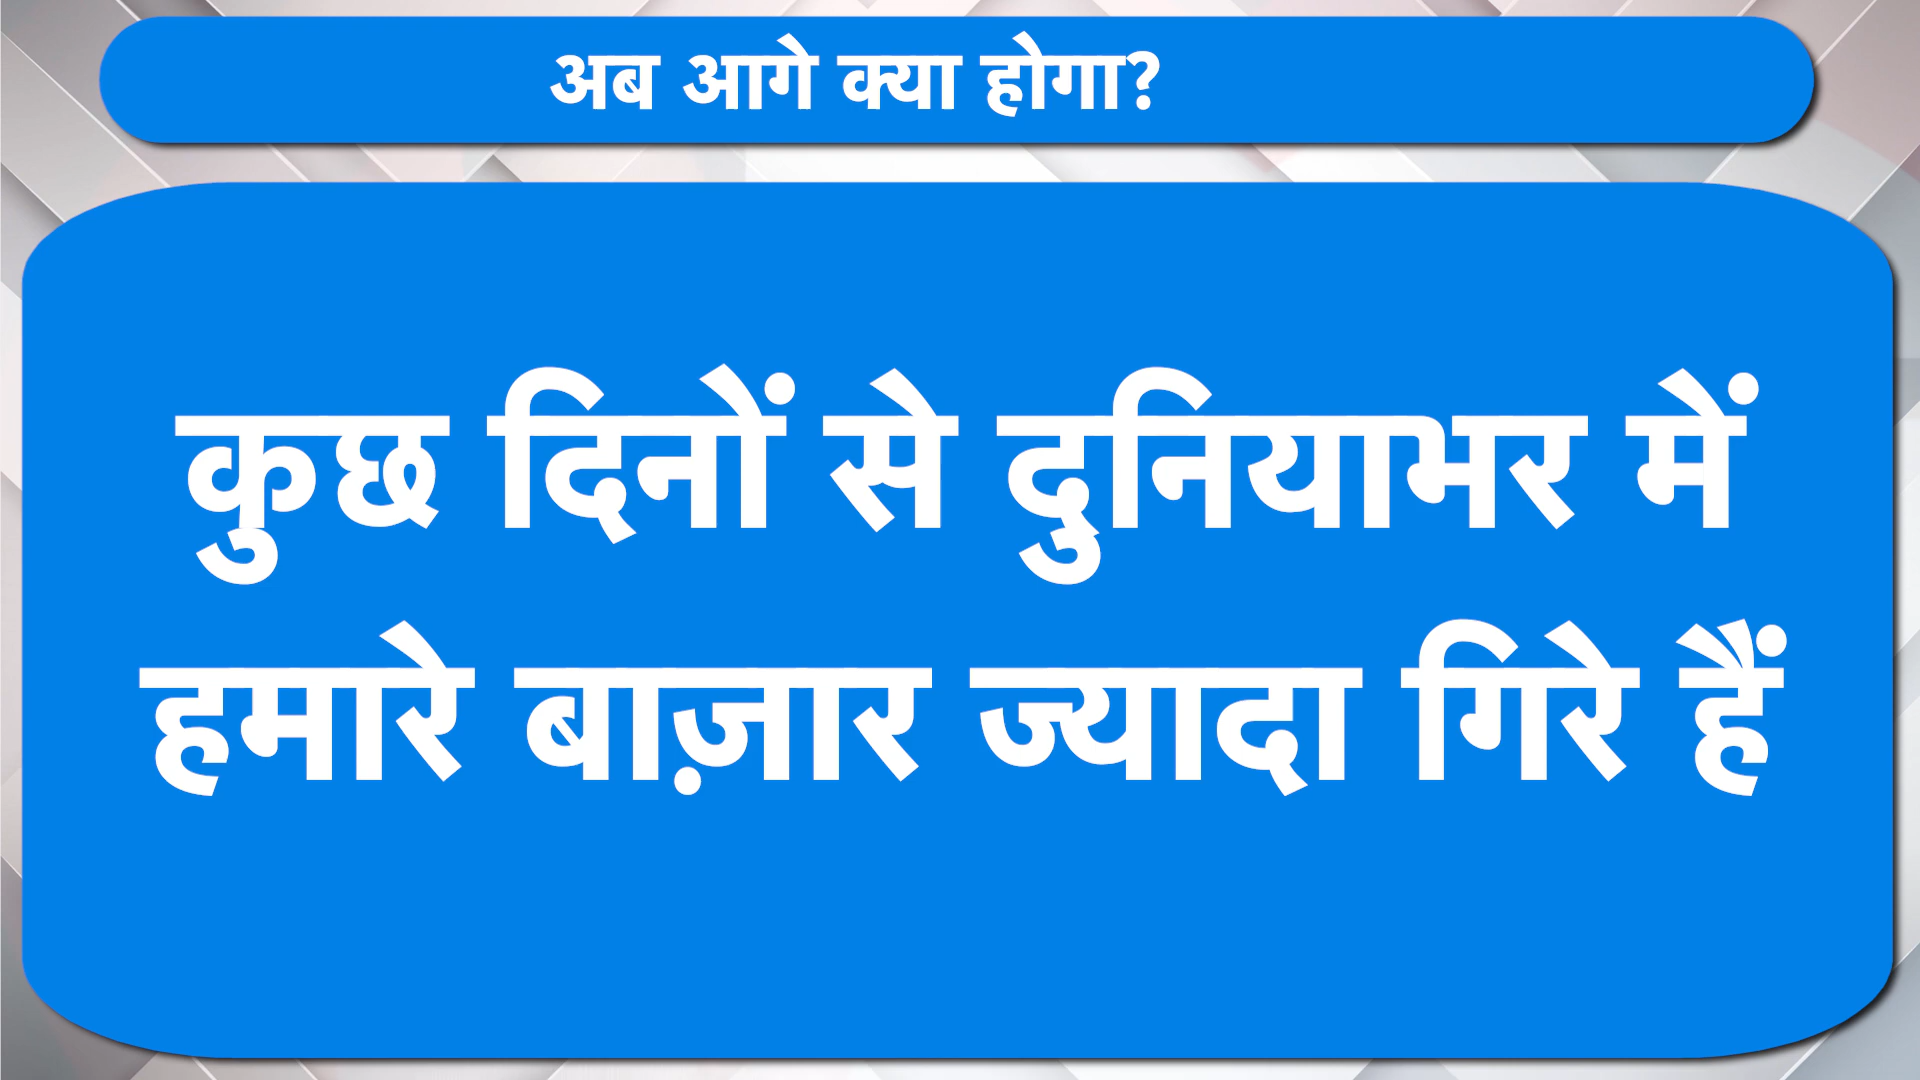 अब आगे क्या होगा?
कुछ दिनों से दुनियाभर में
हमारे बाज़ार ज्यादा गिरे हैं